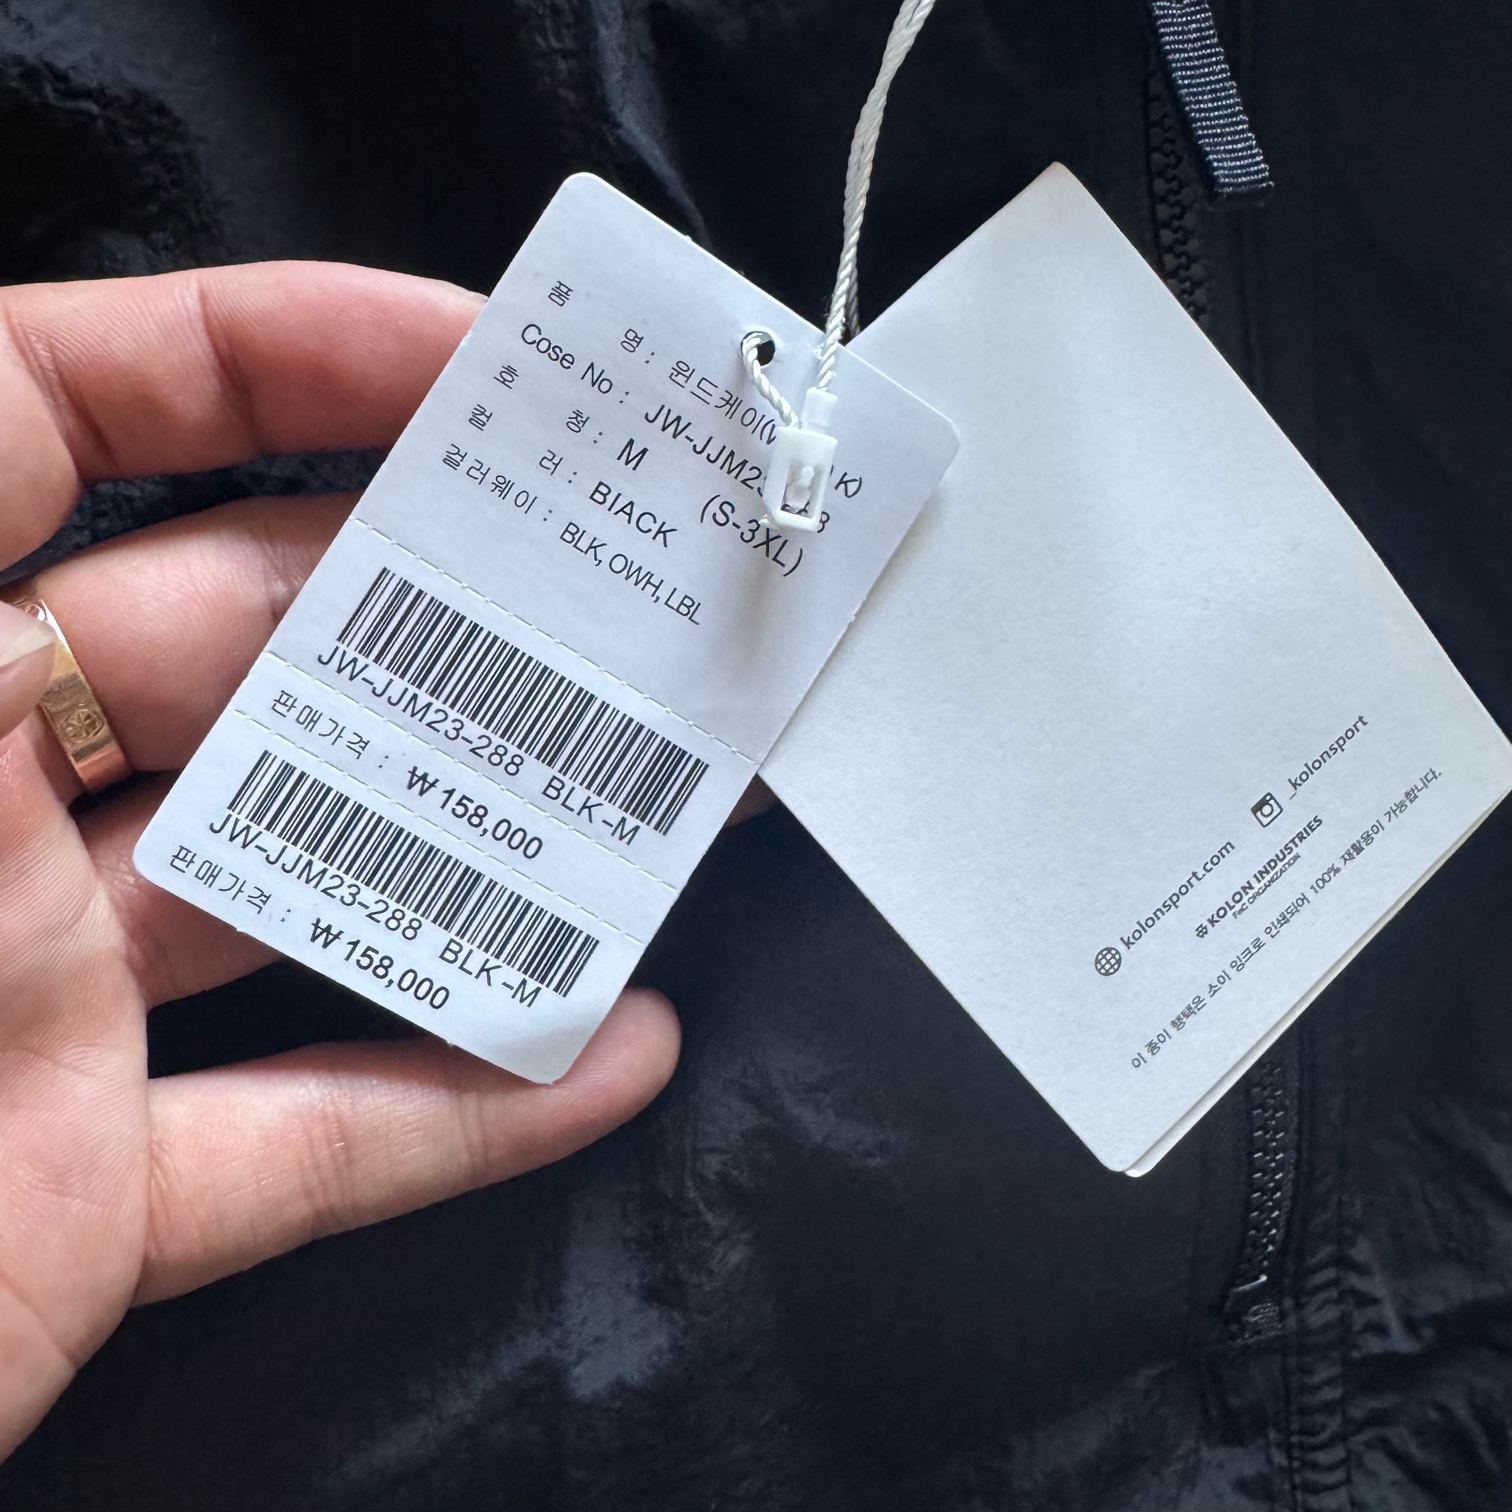 품 명 : 윈드케이( K)
Cose No : JW-JJM23
호 청 : M (S-3XL)
컬 러 : BIACK
컬러웨이 : BLK, OWH, LBL
JW-JJM23-288 BLK-M
판매가격 : ₩158,000
JW-JJM23-288 BLK-M
판매가격 : ₩158,000
kolonsport.com _kolonsport
KOLON INDUSTRIES
FnC ORGANIZATION
이 종이 행택은 소이 잉크로 인쇄되어 100% 재활용이 가능합니다.